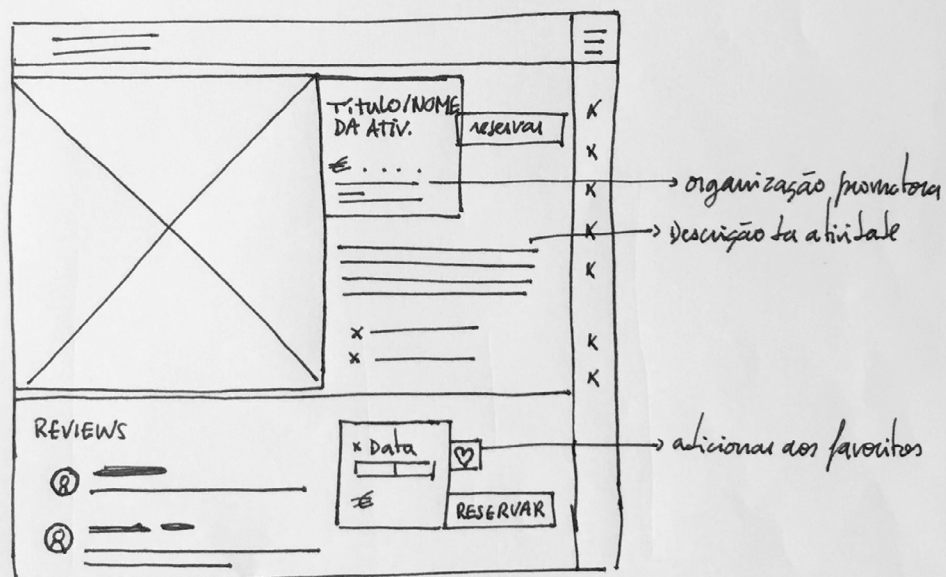 TÍTULO/NOME
DA ATIV.
reservar
€ . . . .
organização promotora
Descrição da atividade
REVIEWS
x Data
€
adicionar aos favoritos
RESERVAR